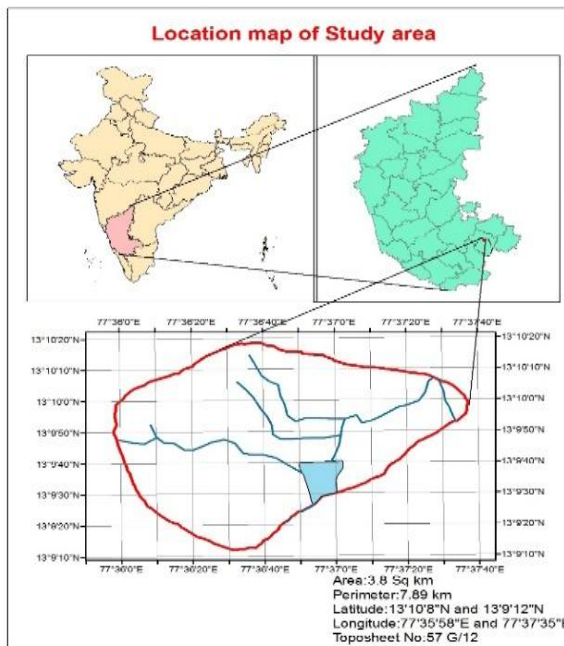 Location map of Study area
77°36'0"E 77°36'20"E 77°36'40"E 77°37'0"E 77°37'20"E 77°37'40"E
13°10'20"N 13°10'20"N
13°10'10"N 13°10'10"N
13°10'0"N 13°10'0"N
13°9'50"N 13°9'50"N
13°9'40"N 13°9'40"N
13°9'30"N 13°9'30"N
13°9'20"N 13°9'20"N
13°9'10"N 13°9'10"N
77°36'0"E 77°36'20"E 77°36'40"E 77°37'0"E 77°37'20"E 77°37'40"E
Area:3.8 Sq km
Perimeter:7.89 km
Latitude:13°10'8"N and 13°9'12"N
Longitude:77°35'58"E and 77°37'35"E
Toposheet No:57 G/12